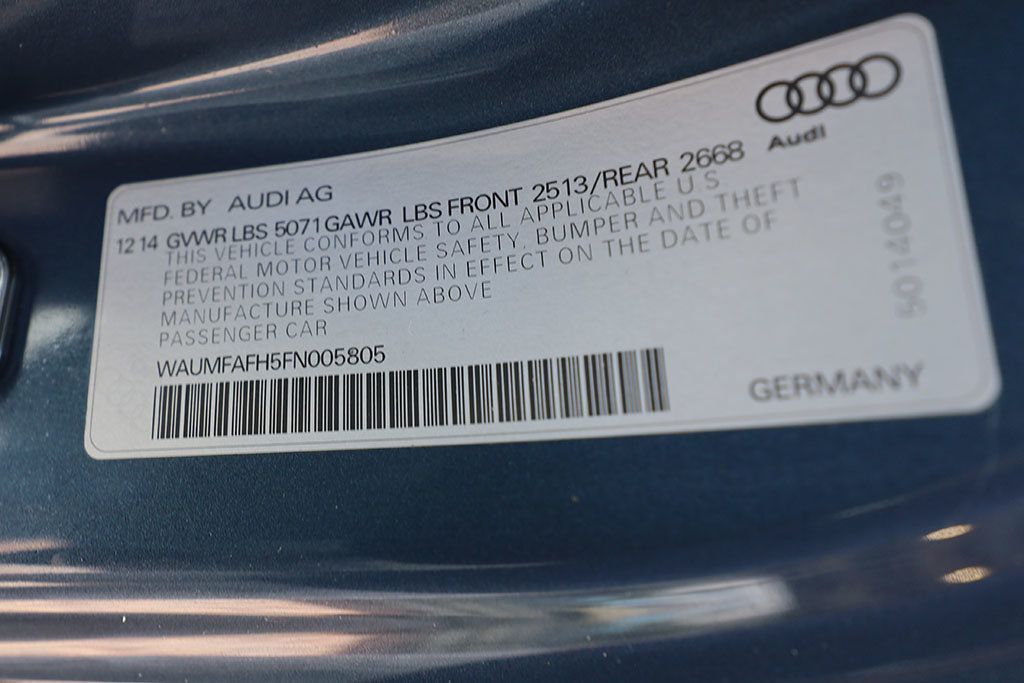 Audi
MFD. BY AUDI AG
12 14 GVWR LBS 5071 GAWR LBS FRONT 2513/REAR 2668
THIS VEHICLE CONFORMS TO ALL APPLICABLE U.S
FEDERAL MOTOR VEHICLE SAFETY, BUMPER AND THEFT
PREVENTION STANDARDS IN EFFECT ON THE DATE OF
MANUFACTURE SHOWN ABOVE
PASSENGER CAR
WAUMFAFH5FN005805
GERMANY
5014049